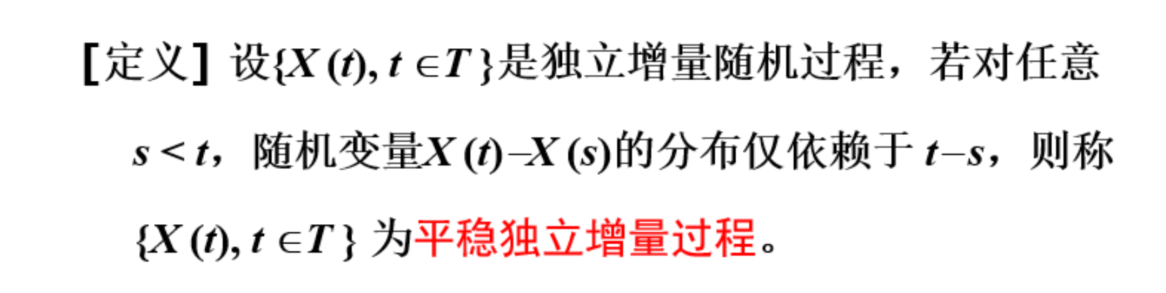 [定义] 设{X (t), t ∈T }是独立增量随机过程，若对任意
s < t，随机变量X (t)–X (s)的分布仅依赖于 t–s，则称
{X (t), t ∈T } 为平稳独立增量过程。